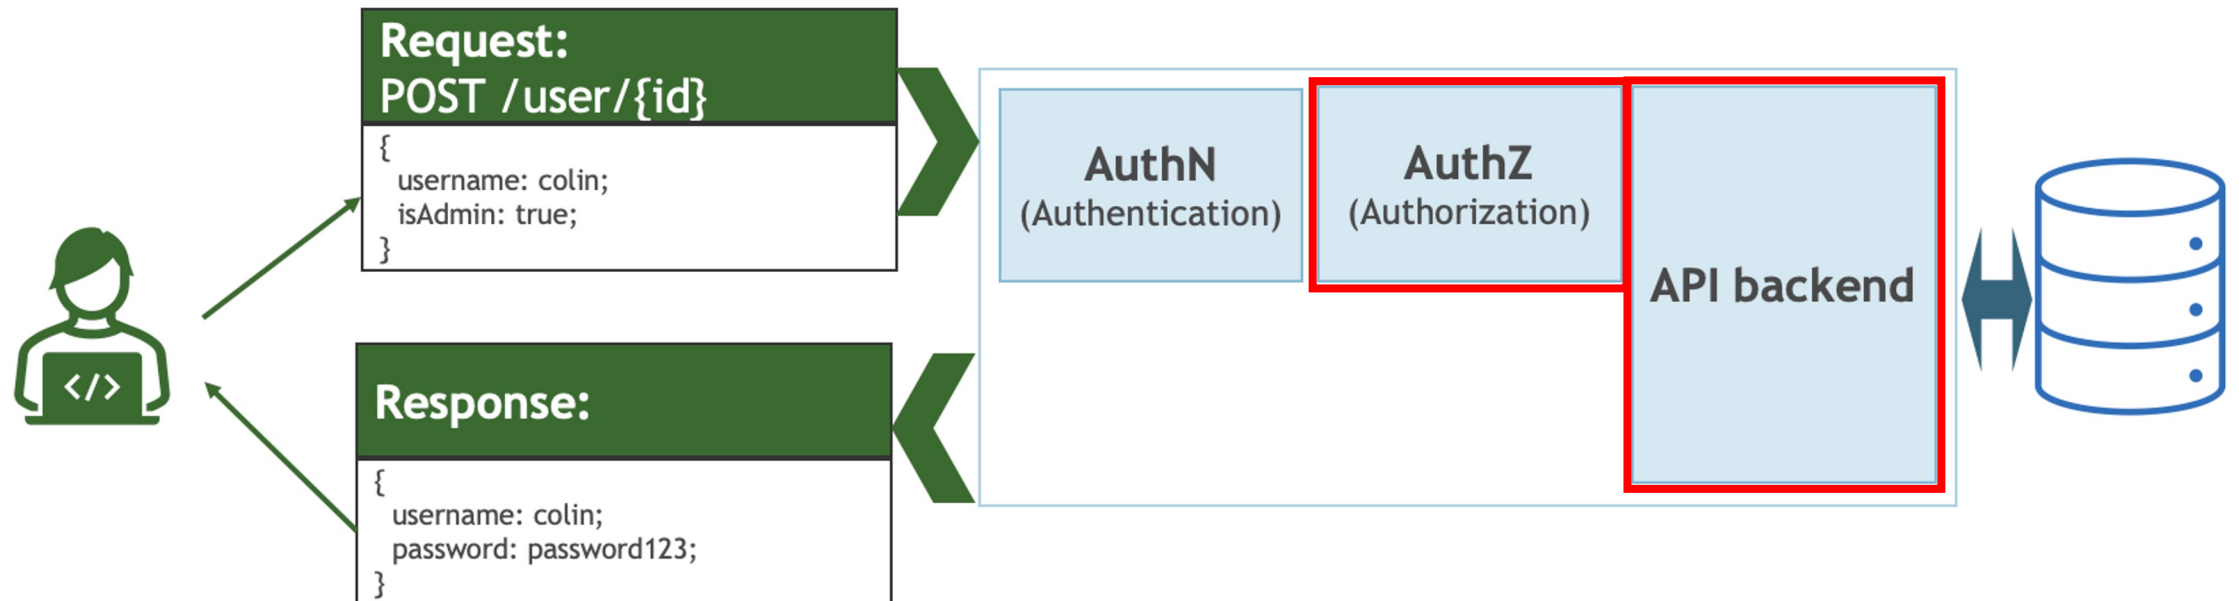 Request:
POST /user/{id}
{
username: colin;
isAdmin: true;
}
AuthN
(Authentication)
AuthZ
(Authorization)
API backend
</>
Response:
{
username: colin;
password: password123;
}